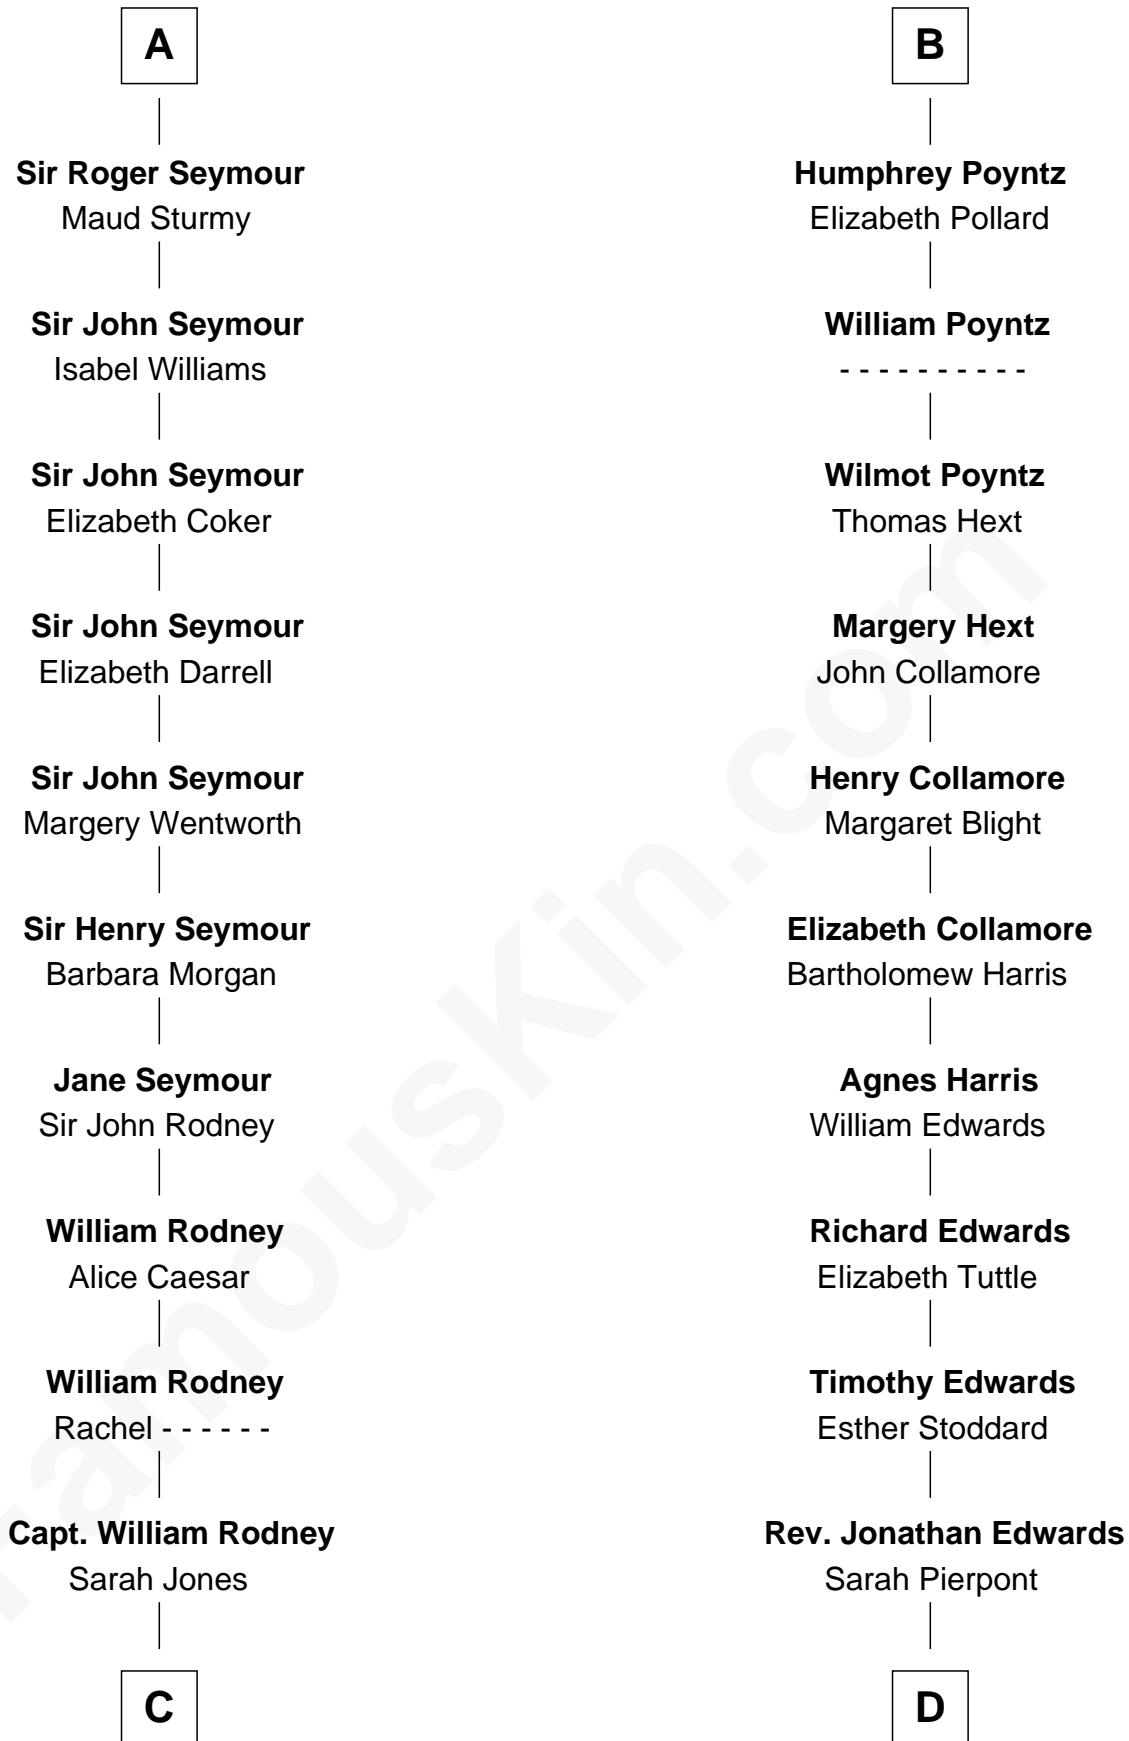 A
Sir Roger Seymour
Maud Sturmy
Sir John Seymour
Isabel Williams
Sir John Seymour
Elizabeth Coker
Sir John Seymour
Elizabeth Darrell
Sir John Seymour
Margery Wentworth
Sir Henry Seymour
Barbara Morgan
Jane Seymour
Sir John Rodney
William Rodney
Alice Caesar
William Rodney
Rachel - - - - - -
Capt. William Rodney
Sarah Jones
C
B
Humphrey Poyntz
Elizabeth Pollard
William Poyntz
- - - - - - - - - -
Wilmot Poyntz
Thomas Hext
Margery Hext
John Collamore
Henry Collamore
Margaret Blight
Elizabeth Collamore
Bartholomew Harris
Agnes Harris
William Edwards
Richard Edwards
Elizabeth Tuttle
Timothy Edwards
Esther Stoddard
Rev. Jonathan Edwards
Sarah Pierpont
D
FamousKin.com